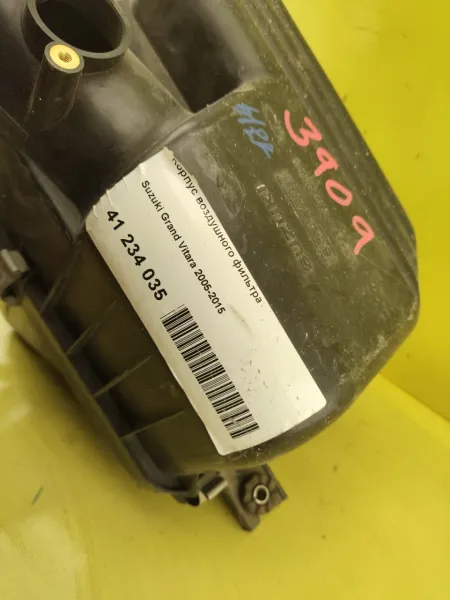 3909
Корпус воздушного фильтра
Suzuki Grand Vitara 2005-2015
41 234 035